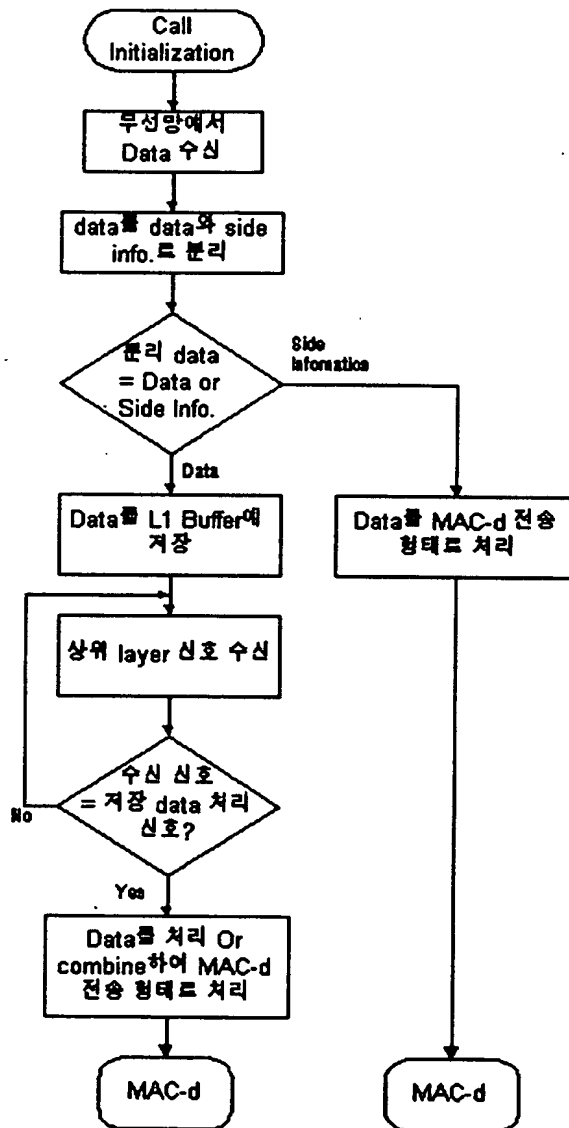 Call
Initialization
무선망에서
Data 수신
data를 data와 side
info.로 분리
분리 data
= Data or
Side Info.
Side
Information
Data
Data를 L1 Buffer에
저장
Data를 MAC-d 전송
형태로 처리
상위 layer 신호 수신
수신 신호
= 저장 data 처리
신호?
No
Yes
Data를 처리 Or
combine하여 MAC-d
전송 형태로 처리
MAC-d
MAC-d